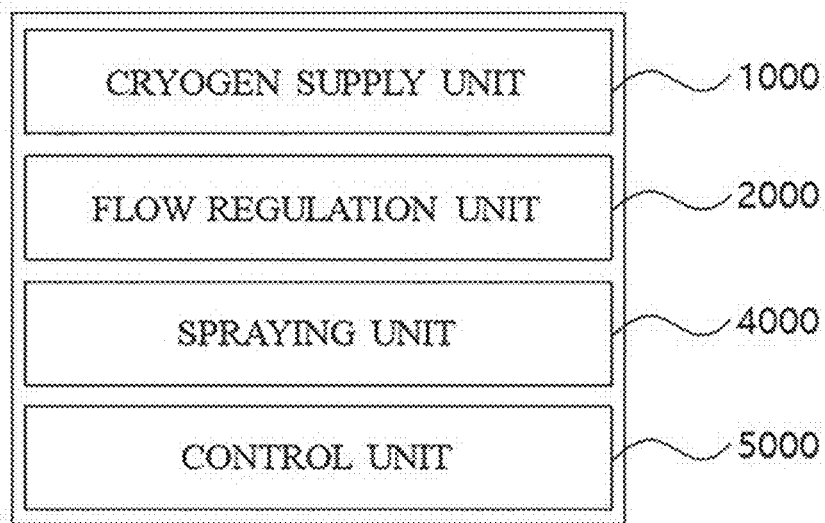 CRYOGEN SUPPLY UNIT 1000
FLOW REGULATION UNIT 2000
SPRAYING UNIT 4000
CONTROL UNIT 5000